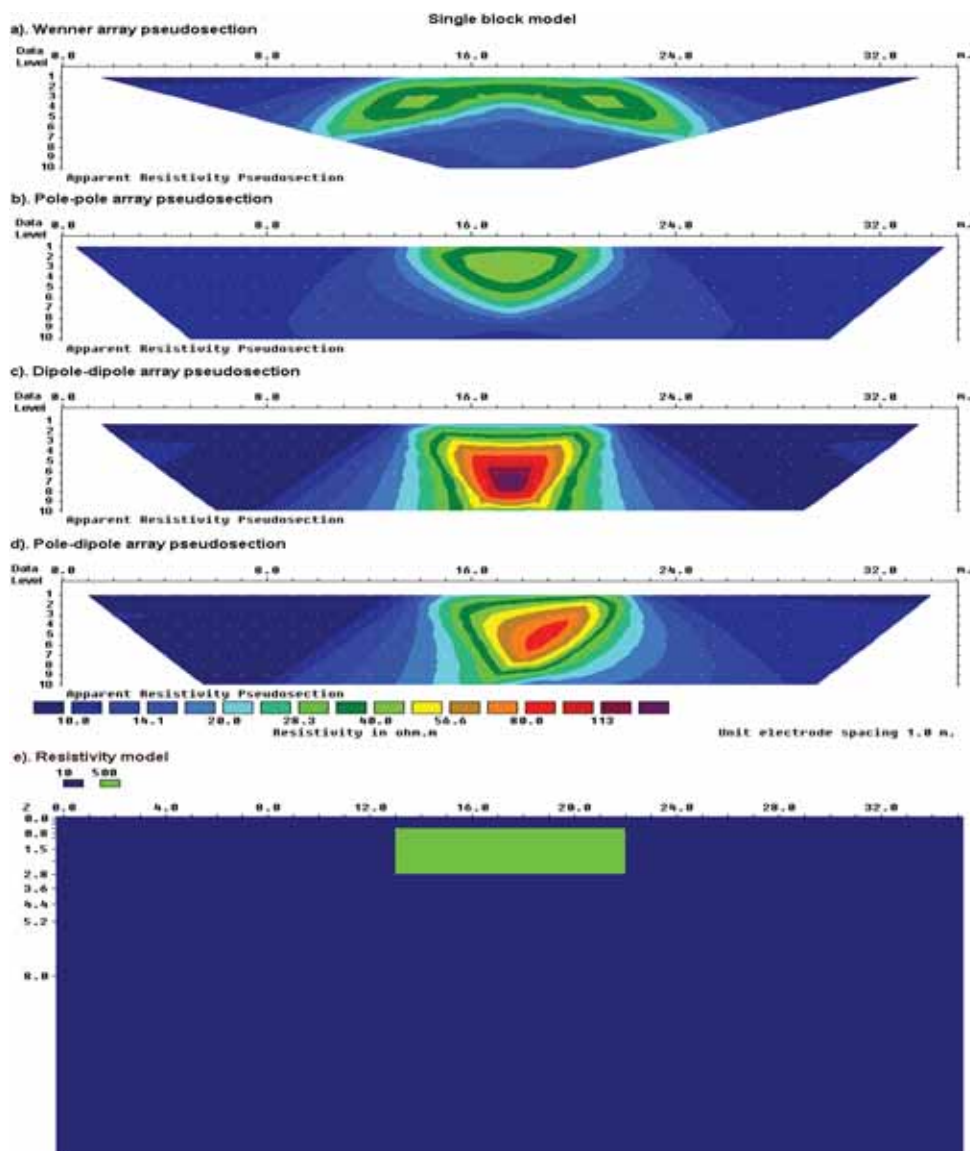 Single block model
a). Wenner array pseudosection
Data Level 0.0 8.0 16.0 24.0 32.0 m.
1
2
3
4
5
6
7
8
9
10
Apparent Resistivity Pseudosection
b). Pole-pole array pseudosection
Data Level 0.0 8.0 16.0 24.0 32.0 m.
1
2
3
4
5
6
7
8
9
10
Apparent Resistivity Pseudosection
c). Dipole-dipole array pseudosection
Data Level 0.0 8.0 16.0 24.0 32.0 m.
1
2
3
4
5
6
7
8
9
10
Apparent Resistivity Pseudosection
d). Pole-dipole array pseudosection
Data Level 0.0 8.0 16.0 24.0 32.0 m.
1
2
3
4
5
6
7
8
9
10
Apparent Resistivity Pseudosection
10.0 14.1 20.0 28.3 40.0 56.6 80.0 113
Resistivity in ohm.m Unit electrode spacing 1.0 m.
e). Resistivity model
10 500
Z 0.0 4.0 8.0 12.0 16.0 20.0 24.0 28.0 32.0
0.0
0.8
1.5
2.8
3.6
4.4
5.2
8.0